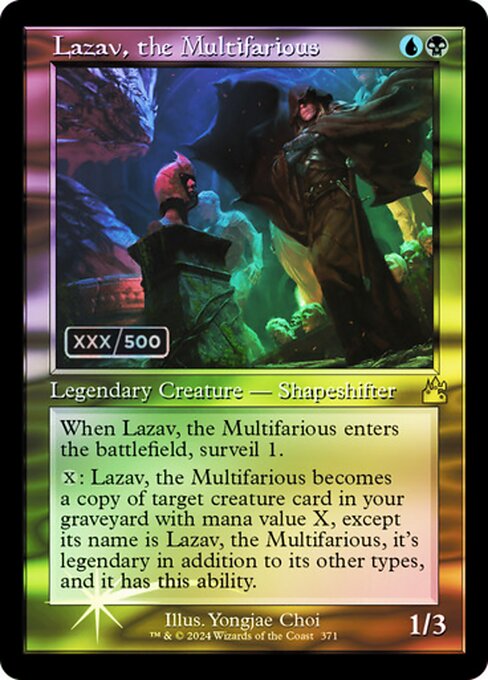 Lazav, the Multifarious
XXX/500
Legendary Creature — Shapeshifter
When Lazav, the Multifarious enters
the battlefield, surveil 1.
X: Lazav, the Multifarious becomes
a copy of target creature card in your
graveyard with mana value X, except
its name is Lazav, the Multifarious, it's
legendary in addition to its other types,
and it has this ability.
Illus. Yongjae Choi
1/3
™ & © 2024 Wizards of the Coast 371